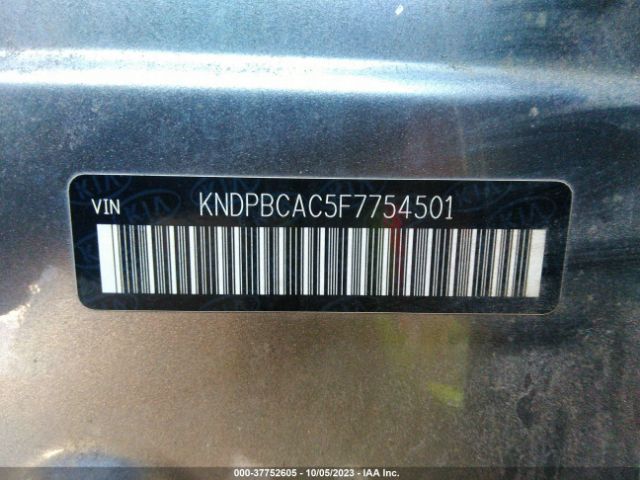 VIN KNDPBCAC5F7754501
000-37752605 - 10/05/2023 - IAA Inc.